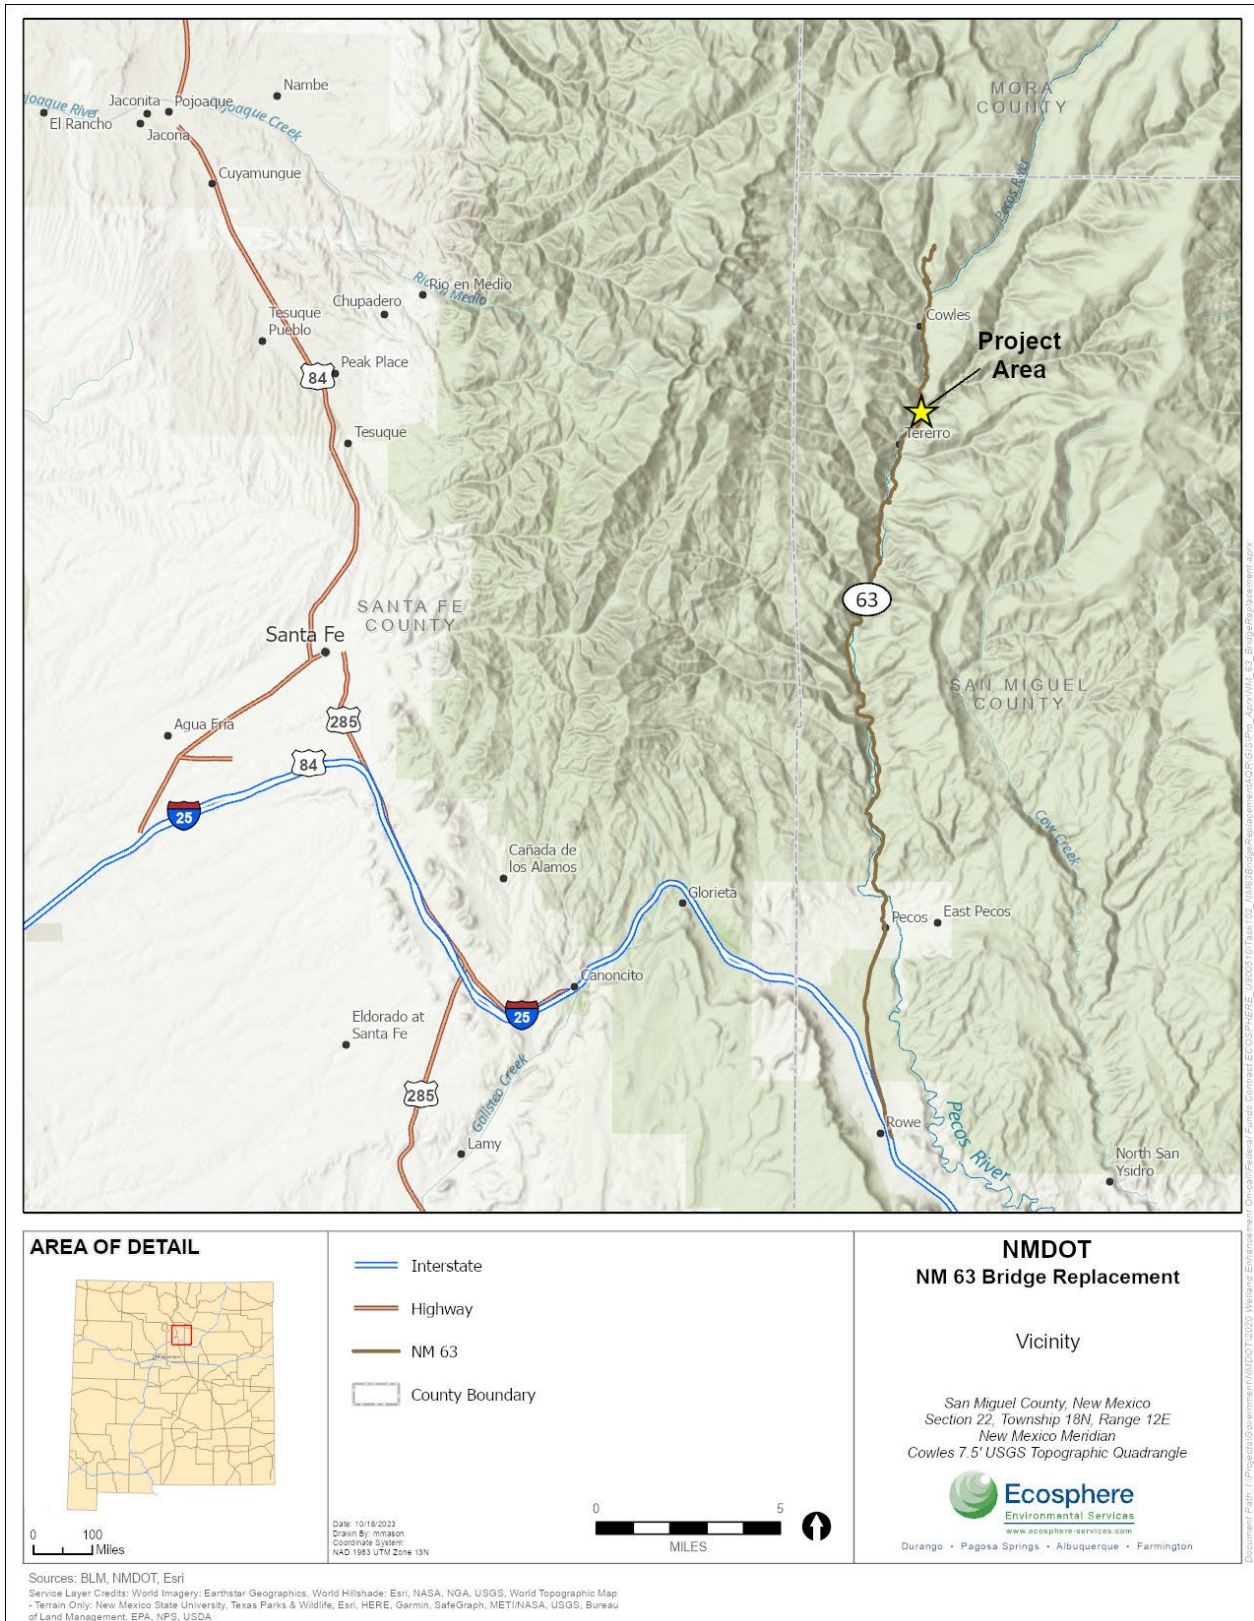 MORA
COUNTY
Nambe
Jaconita
Pojoaque
Pojoaque Creek
El Rancho
Jacona
Cuyamungue
Pecos River
Rio en Medio
Chupadero
Cowles
Tesuque
Pueblo
Project
Area
84
Peak Place
Tesuque
Tererro
63
SANTA FE
COUNTY
Santa Fe
SAN MIGUEL
COUNTY
285
Agua Fria
84
25
Cow Creek
Cañada de
los Alamos
Glorieta
Pecos
East Pecos
Canoncito
25
Eldorado at
Santa Fe
285
Galisteo Creek
Pecos River
Rowe
Lamy
North San
Ysidro
AREA OF DETAIL
0 100
Miles
Interstate
Highway
NM 63
County Boundary
Date: 10/18/2023
Drawn By: mmason
Coordinate System:
NAD 1983 UTM Zone 13N
0 5
MILES
NMDOT
NM 63 Bridge Replacement
Vicinity
San Miguel County, New Mexico
Section 22, Township 18N, Range 12E
New Mexico Meridian
Cowles 7.5' USGS Topographic Quadrangle
Ecosphere
Environmental Services
www.ecosphere-services.com
Durango • Pagosa Springs • Albuquerque • Farmington
Sources: BLM, NMDOT, Esri
Service Layer Credits: World Imagery: Earthstar Geographics, World Hillshade: Esri, NASA, NGA, USGS, World Topographic Map
- Terrain Only: New Mexico State University, Texas Parks & Wildlife, Esri, HERE, Garmin, SafeGraph, METI/NASA, USGS, Bureau
of Land Management, EPA, NPS, USDA